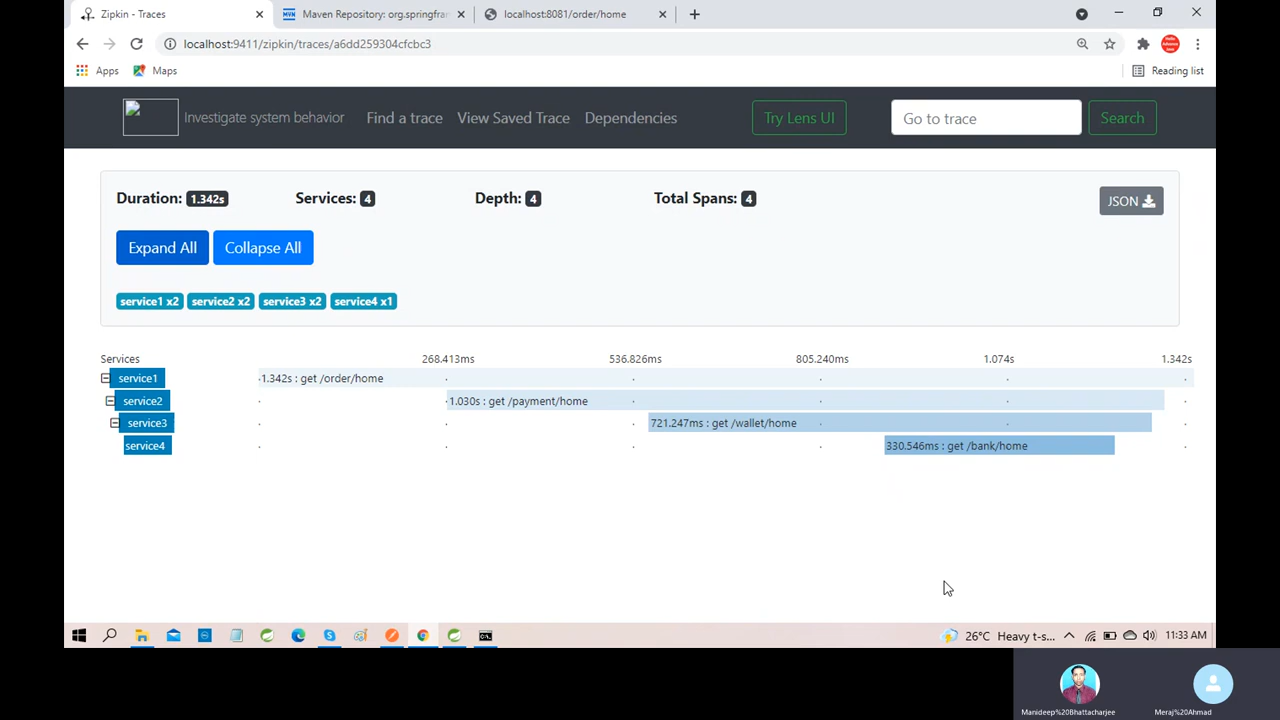 Zipkin - Traces
Maven Repository: org.springfra
localhost:8081/order/home
localhost:9411/zipkin/traces/a6dd259304cfcbc3
Apps
Maps
Reading list
Investigate system behavior
Find a trace
View Saved Trace
Dependencies
Try Lens UI
Go to trace
Search
Duration: 1.342s
Services: 4
Depth: 4
Total Spans: 4
JSON
Expand All
Collapse All
service1 x2
service2 x2
service3 x2
service4 x1
Services 268.413ms 536.826ms 805.240ms 1.074s 1.342s
service1 1.342s : get /order/home
service2 1.030s : get /payment/home
service3 721.247ms : get /wallet/home
service4 330.546ms : get /bank/home
26°C Heavy t-s...
11:33 AM
Manideep%20Bhattacharjee
Meraj%20Ahmad